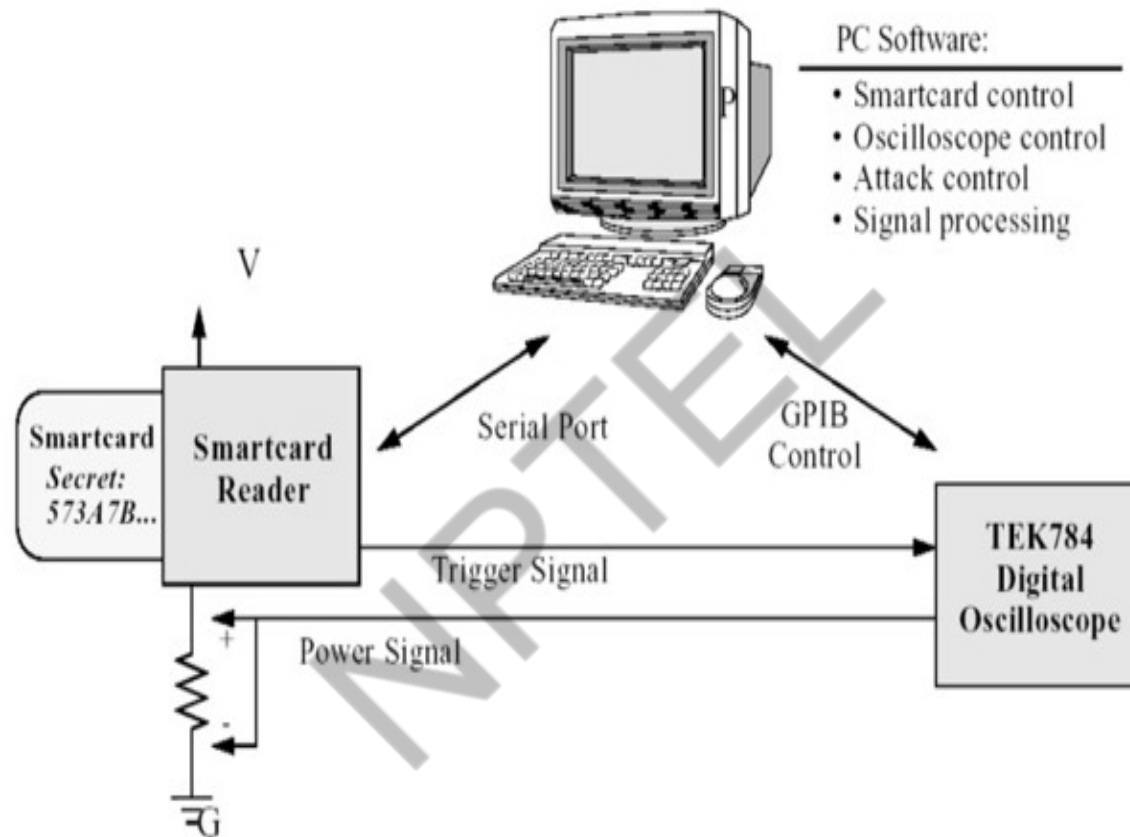 PC Software:
• Smartcard control
• Oscilloscope control
• Attack control
• Signal processing
P
V
Smartcard
Secret:
573A7B...
Smartcard
Reader
Serial Port
GPIB
Control
Trigger Signal
TEK784
Digital
Oscilloscope
+
Power Signal
-
G
NPTEL